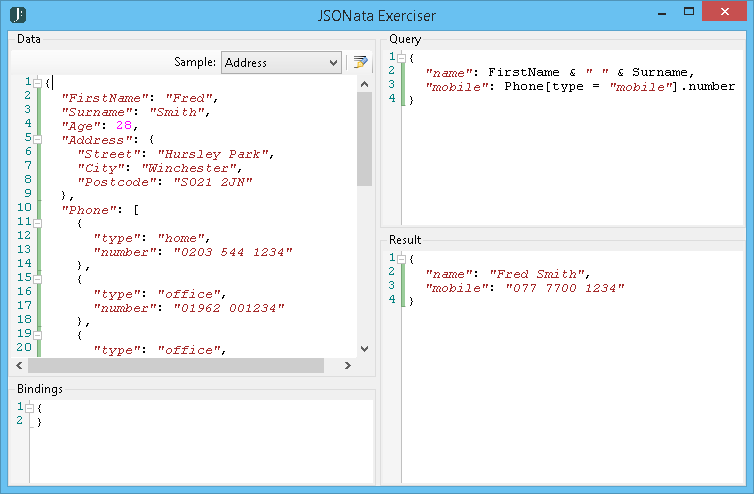 JSONata Exerciser
Data
Sample: Address
1 {
2 "FirstName": "Fred",
3 "Surname": "Smith",
4 "Age": 28,
5 "Address": {
6 "Street": "Hursley Park",
7 "City": "Winchester",
8 "Postcode": "SO21 2JN"
9 },
10 "Phone": [
11 {
12 "type": "home",
13 "number": "0203 544 1234"
14 },
15 {
16 "type": "office",
17 "number": "01962 001234"
18 },
19 {
20 "type": "office",
Bindings
1 {
2 }
Query
1 {
2 "name": FirstName & " " & Surname,
3 "mobile": Phone[type = "mobile"].number
4 }
Result
1 {
2 "name": "Fred Smith",
3 "mobile": "077 7700 1234"
4 }